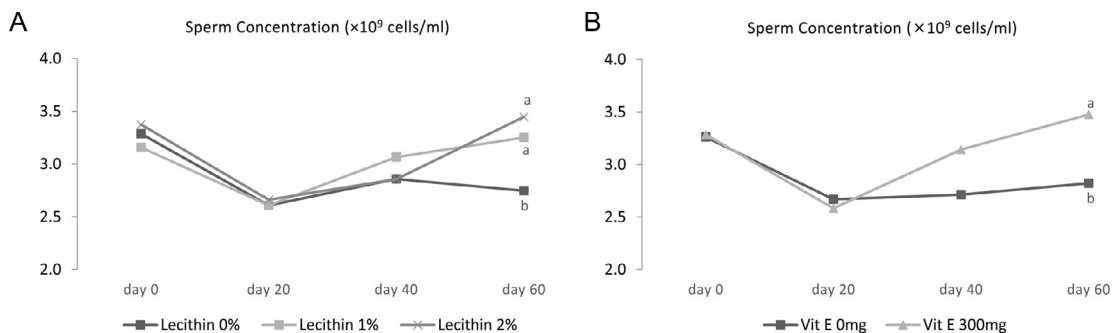 A
Sperm Concentration (×10⁹ cells/ml)
4.0
3.5
3.0
2.5
2.0
a
a
b
day 0 day 20 day 40 day 60
Lecithin 0% Lecithin 1% Lecithin 2%
B
Sperm Concentration (×10⁹ cells/ml)
4.0
3.5
3.0
2.5
2.0
a
b
day 0 day 20 day 40 day 60
Vit E 0mg Vit E 300mg